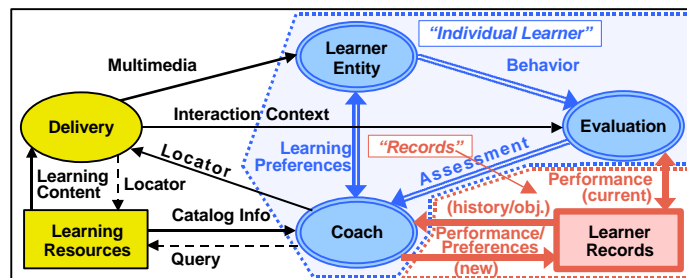 "Individual Learner"
Learner
Entity
Multimedia
Behavior
Interaction Context
Delivery
Evaluation
Learning
Preferences
"Records"
Locator
Assessment
Learning
Content
Locator
Performance
(current)
(history/obj.)
Catalog Info
Learning
Resources
Coach
Performance/
Preferences
(new)
Learner
Records
Query